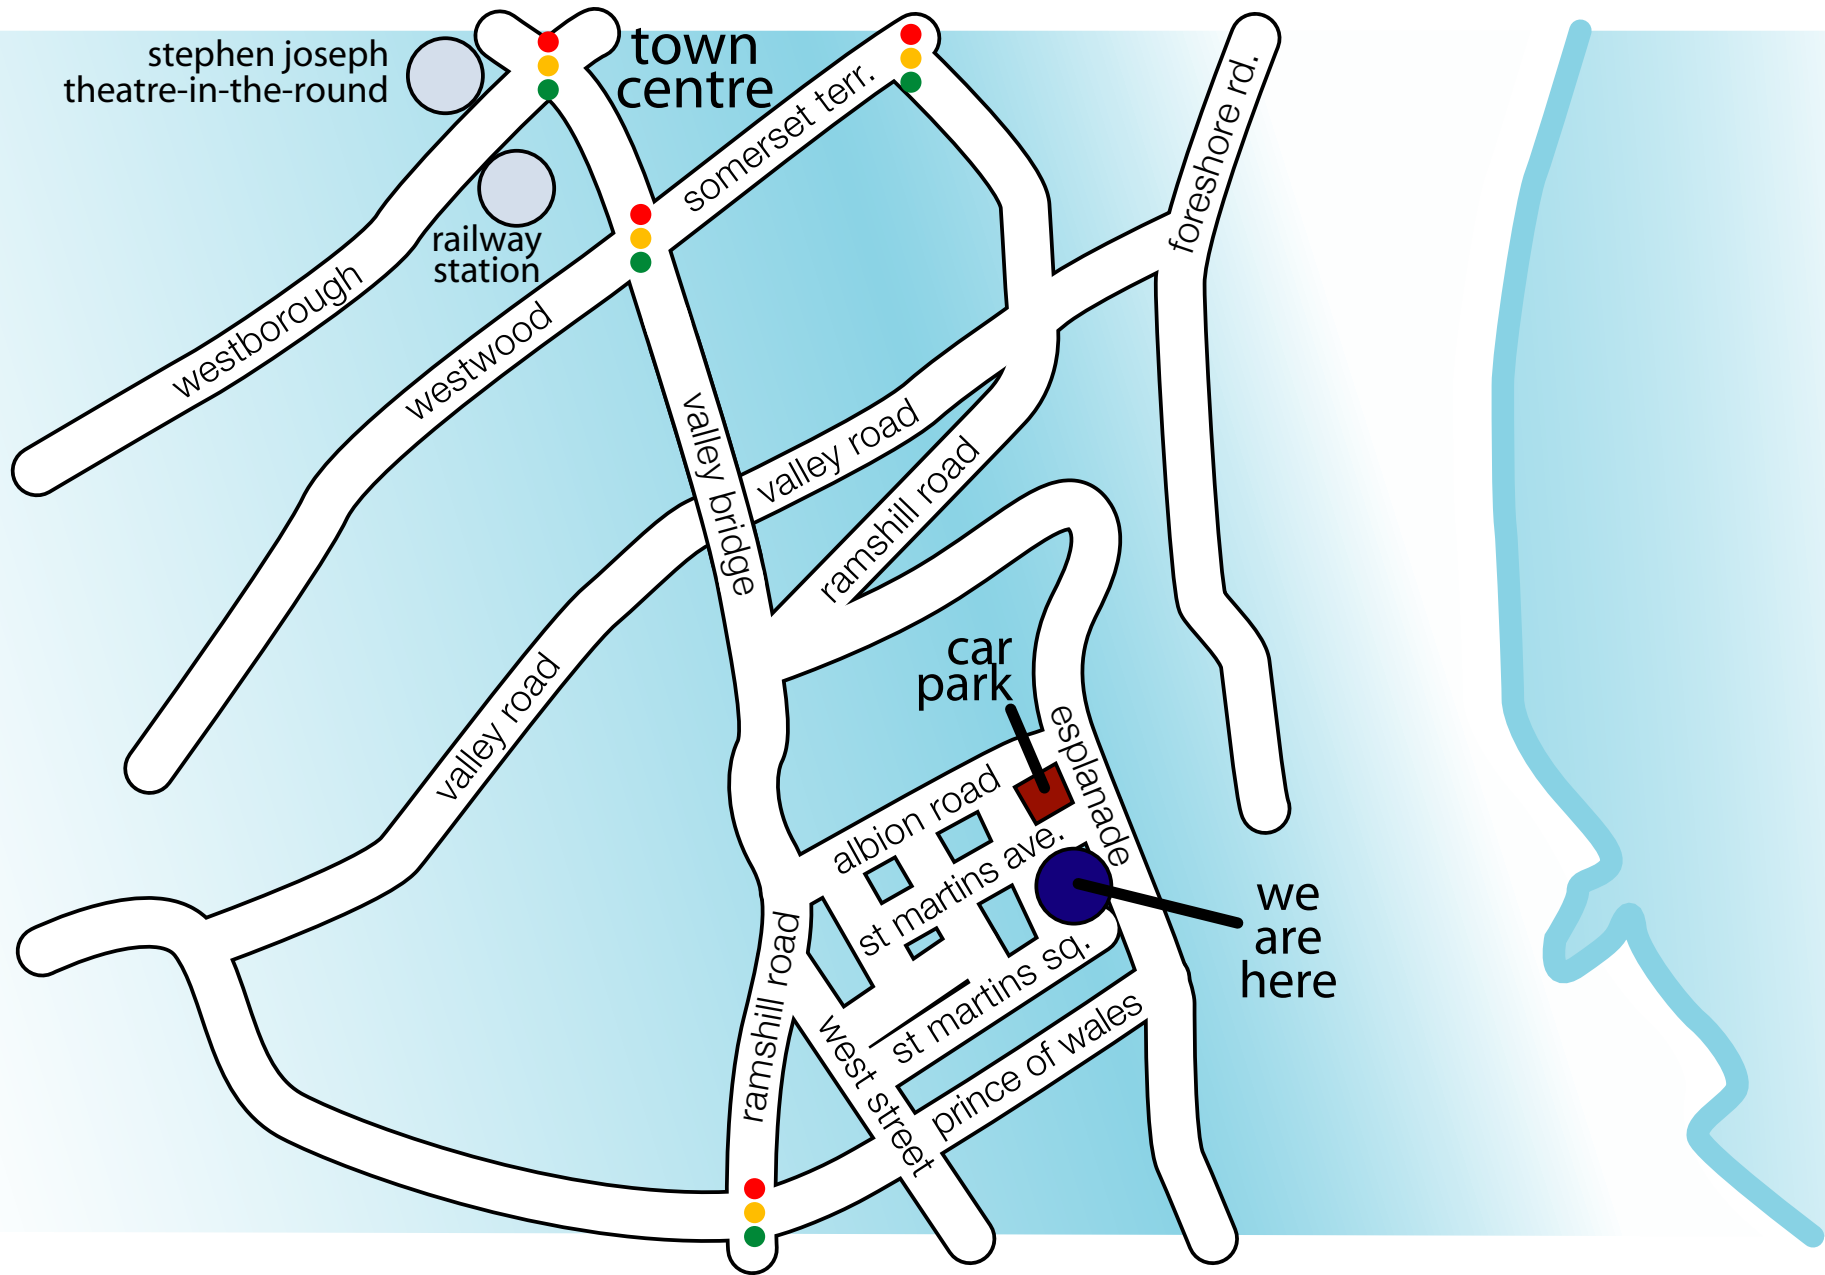 stephen joseph
theatre-in-the-round
town
centre
somerset terr.
foreshore rd.
railway
station
westborough
westwood
valley bridge
valley road
ramshill road
valley road
car
park
esplanade
albion road
st martins ave.
we
are
here
st martins sq.
ramshill road
west street
prince of wales